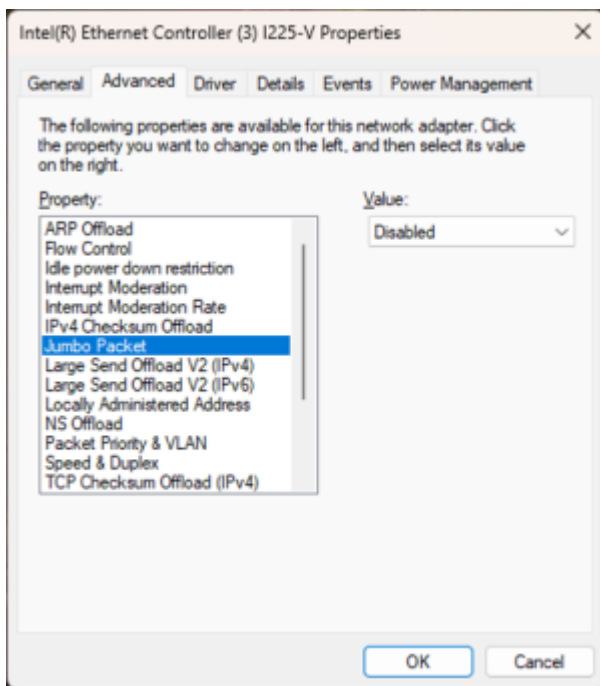 Intel(R) Ethernet Controller (3) I225-V Properties
General Advanced Driver Details Events Power Management
The following properties are available for this network adapter. Click
the property you want to change on the left, and then select its value
on the right.
Property:
Value:
ARP Offload
Disabled
Flow Control
Idle power down restriction
Interrupt Moderation
Interrupt Moderation Rate
IPv4 Checksum Offload
Jumbo Packet
Large Send Offload V2 (IPv4)
Large Send Offload V2 (IPv6)
Locally Administered Address
NS Offload
Packet Priority & VLAN
Speed & Duplex
TCP Checksum Offload (IPv4)
OK Cancel